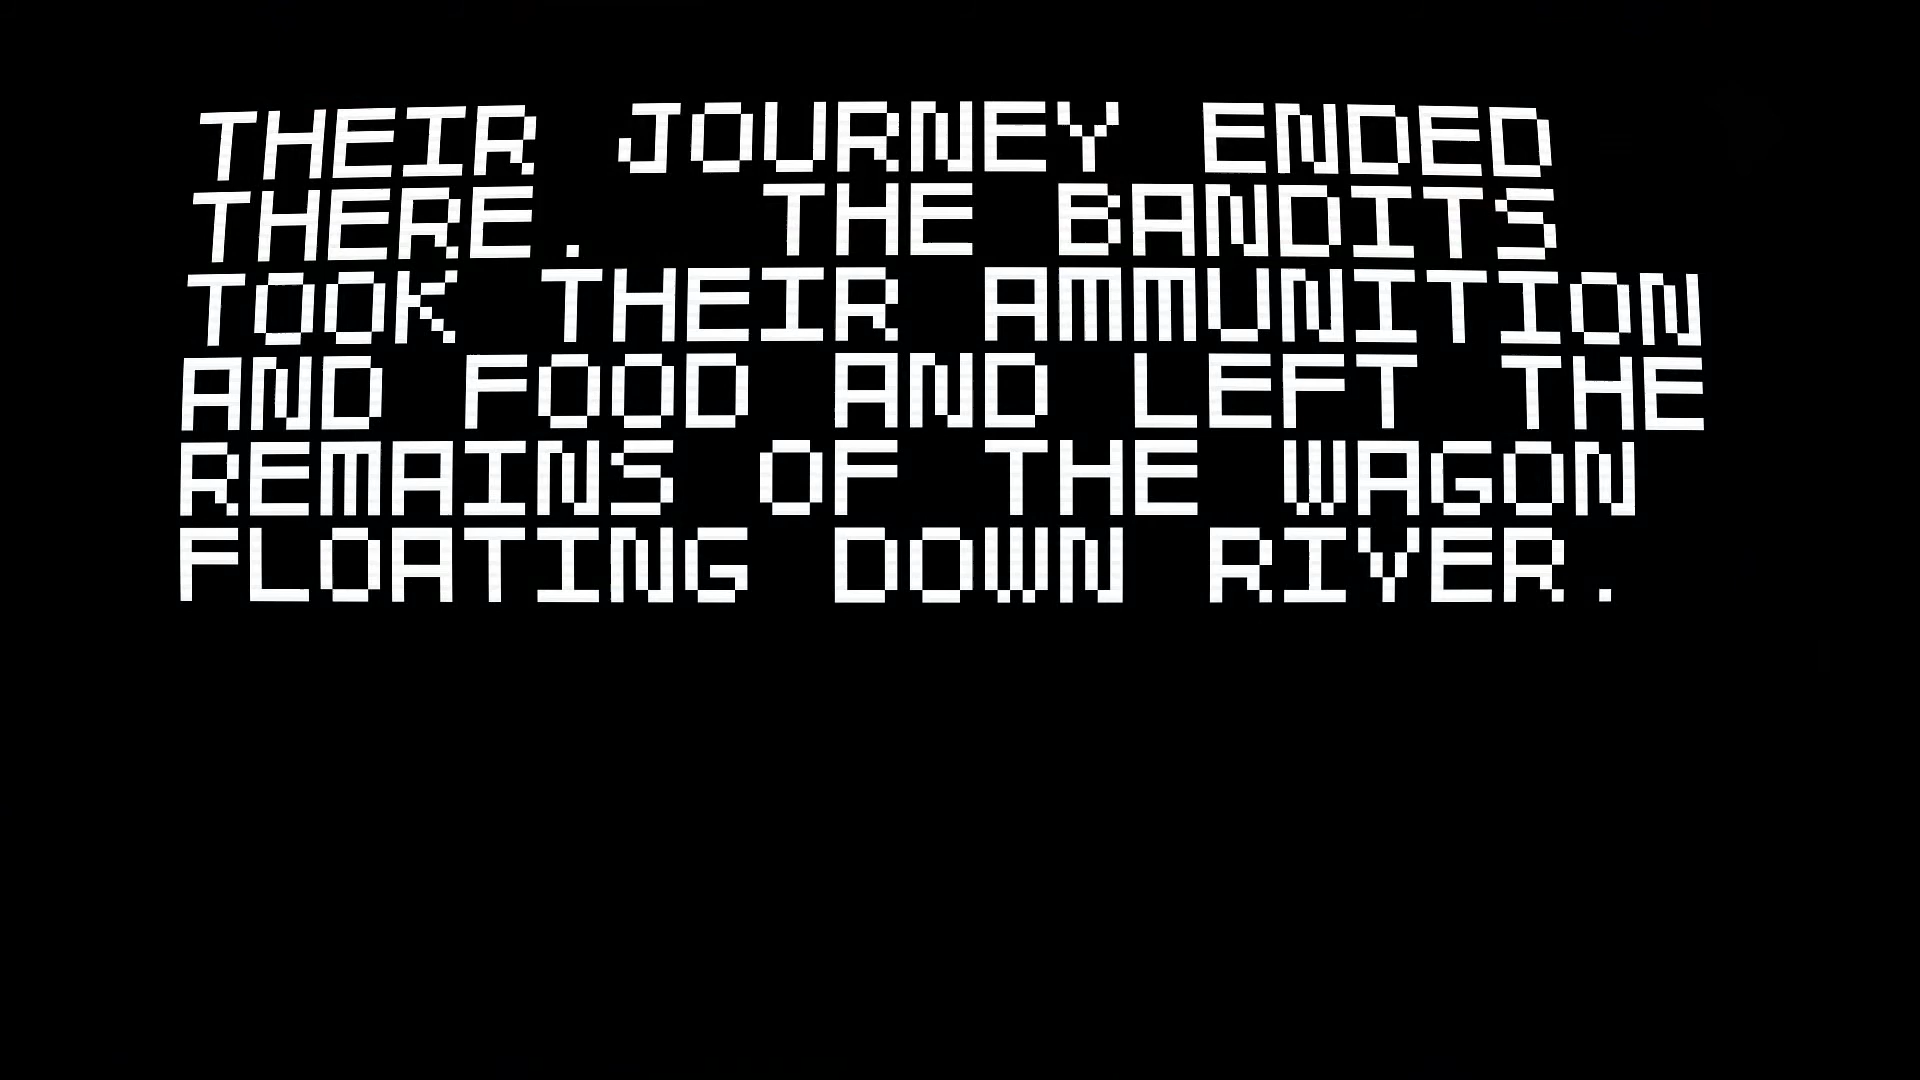 THEIR JOURNEY ENDED
THERE.  THE BANDITS
TOOK THEIR AMMUNITION
AND FOOD AND LEFT THE
REMAINS OF THE WAGON
FLOATING DOWN RIVER.